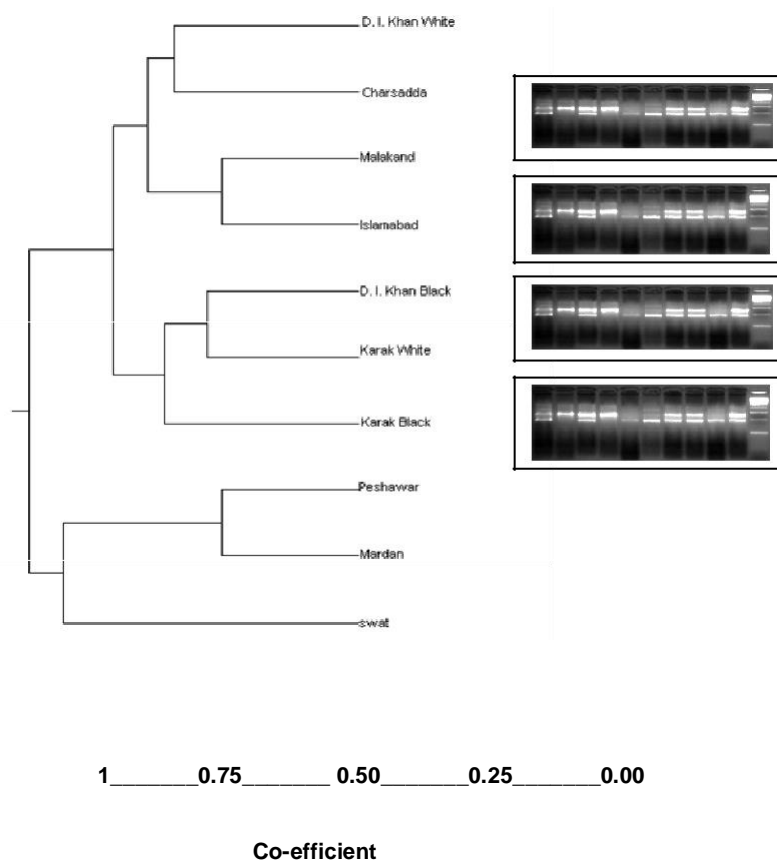 D. I. Khan White
Charsadda
Malakand
Islamabad
D. I. Khan Black
Karak White
Karak Black
Peshawar
Mardan
swat
1_______0.75_______ 0.50_______0.25_______0.00
Co-efficient